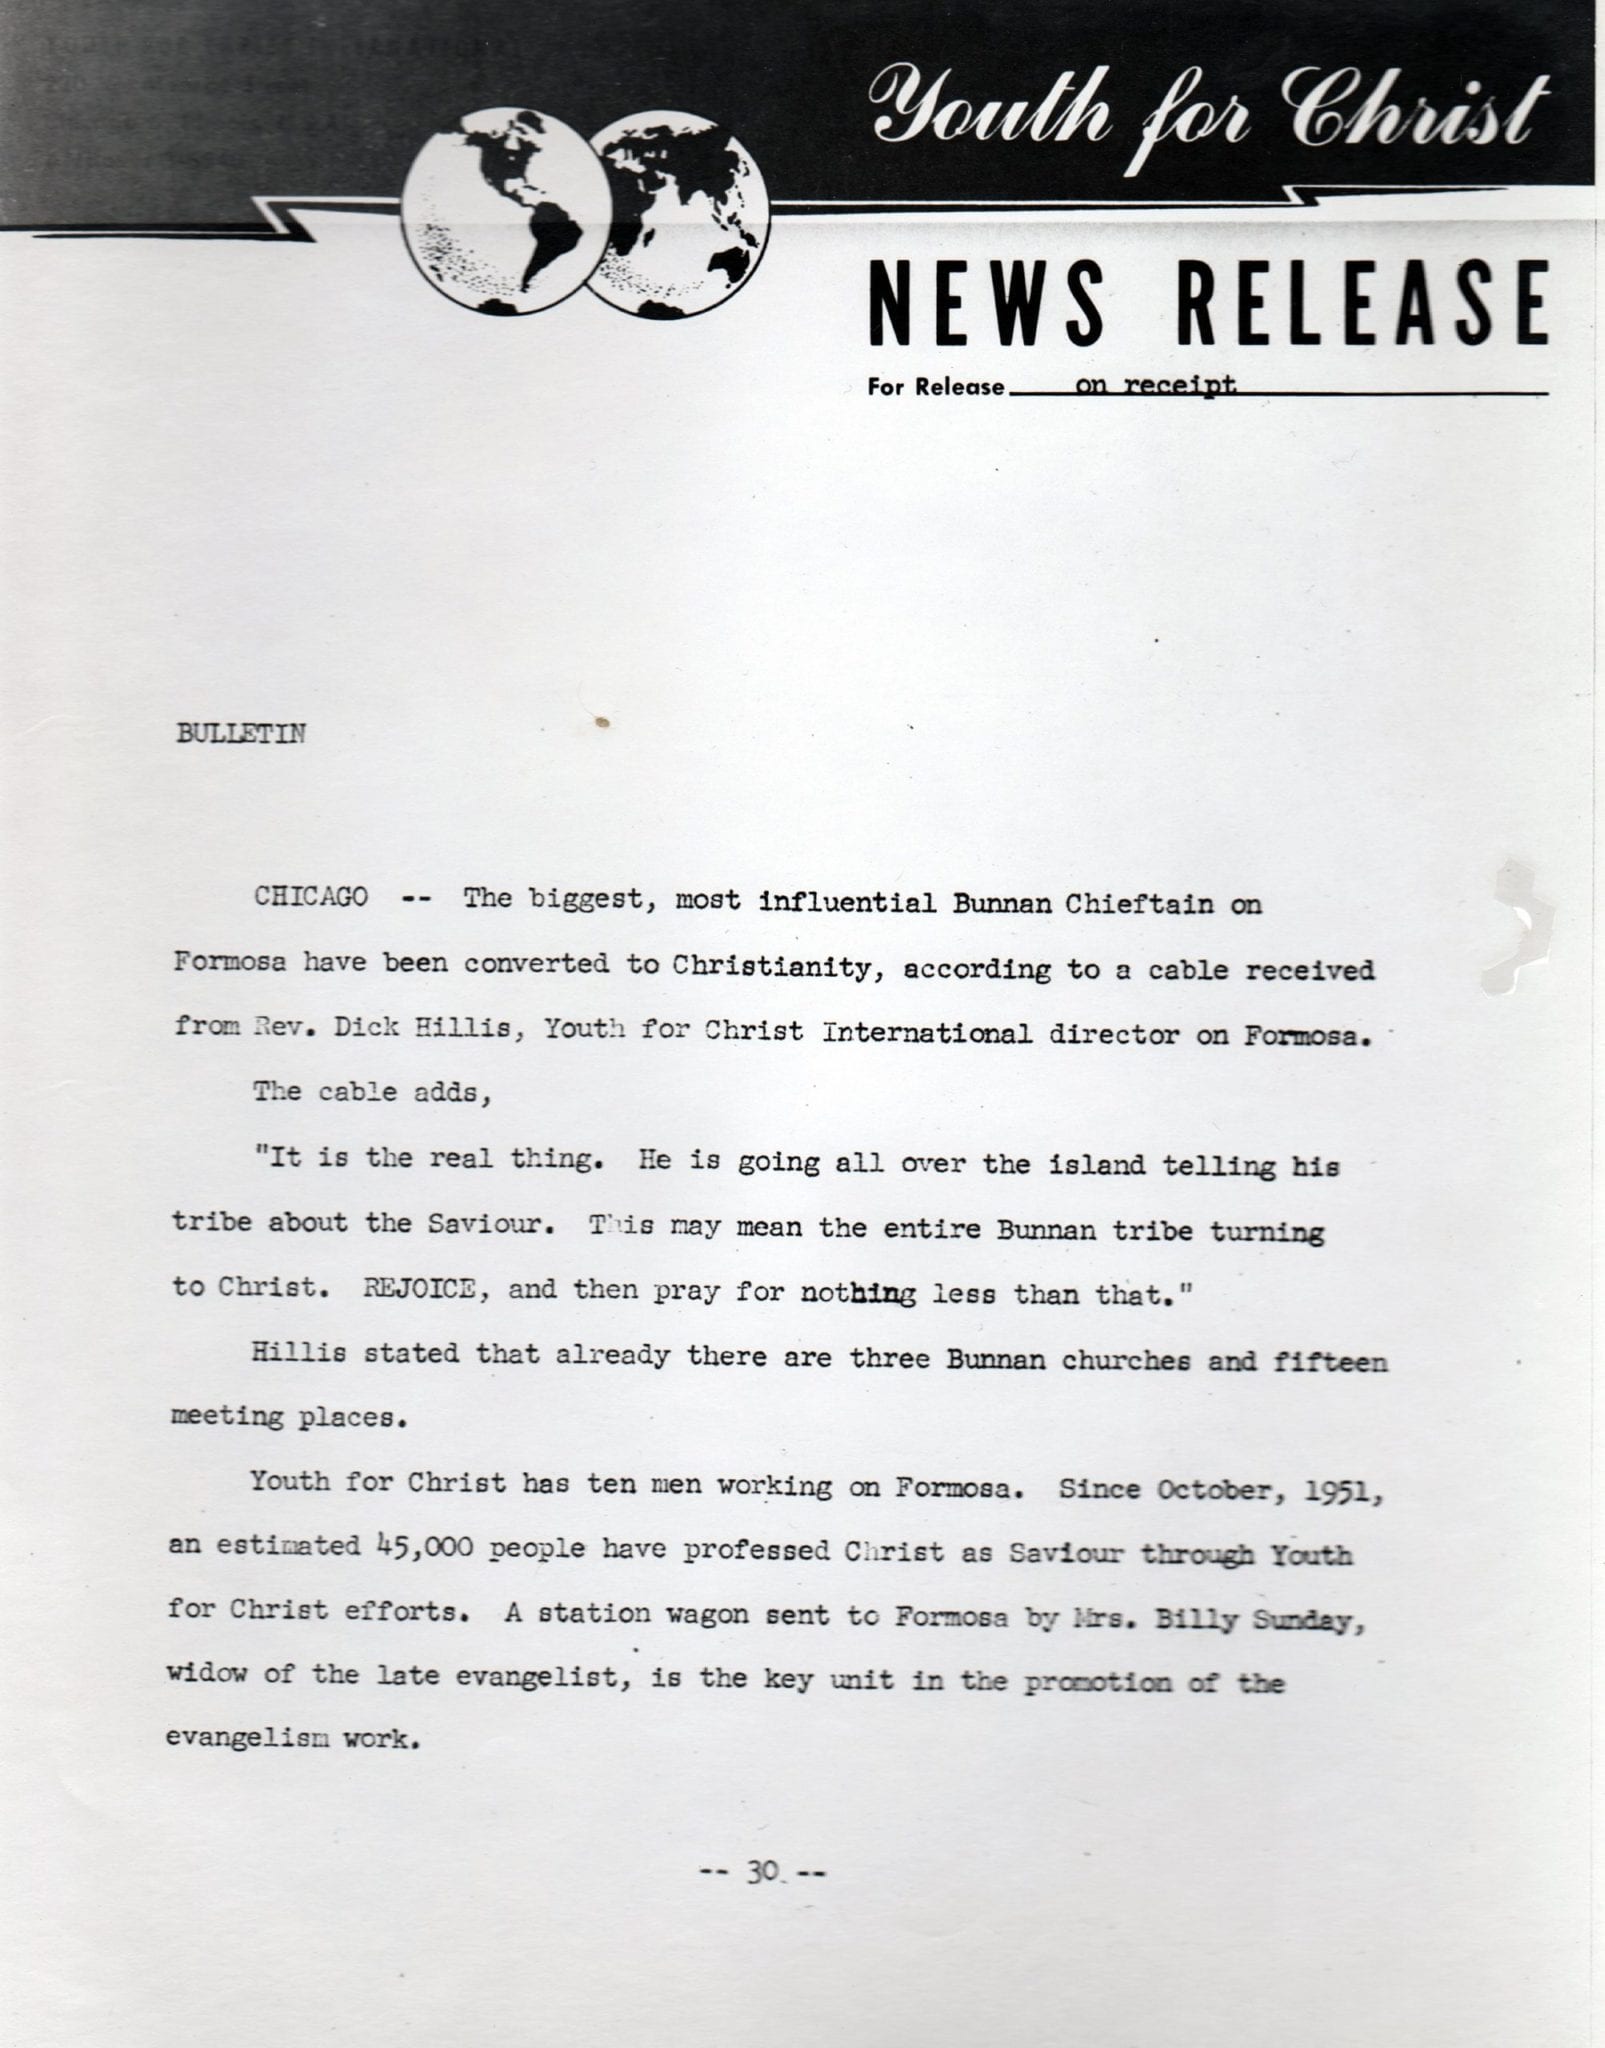 Youth for Christ
NEWS RELEASE
For Release on receipt
BULLETIN
CHICAGO -- The biggest, most influential Bunnan Chieftain on
Formosa have been converted to Christianity, according to a cable received
from Rev. Dick Hillis, Youth for Christ International director on Formosa.
The cable adds,
"It is the real thing. He is going all over the island telling his
tribe about the Saviour. This may mean the entire Bunnan tribe turning
to Christ. REJOICE, and then pray for nothing less than that."
Hillis stated that already there are three Bunnan churches and fifteen
meeting places.
Youth for Christ has ten men working on Formosa. Since October, 1951,
an estimated 45,000 people have professed Christ as Saviour through Youth
for Christ efforts. A station wagon sent to Formosa by Mrs. Billy Sunday,
widow of the late evangelist, is the key unit in the promotion of the
evangelism work.
-- 30 --